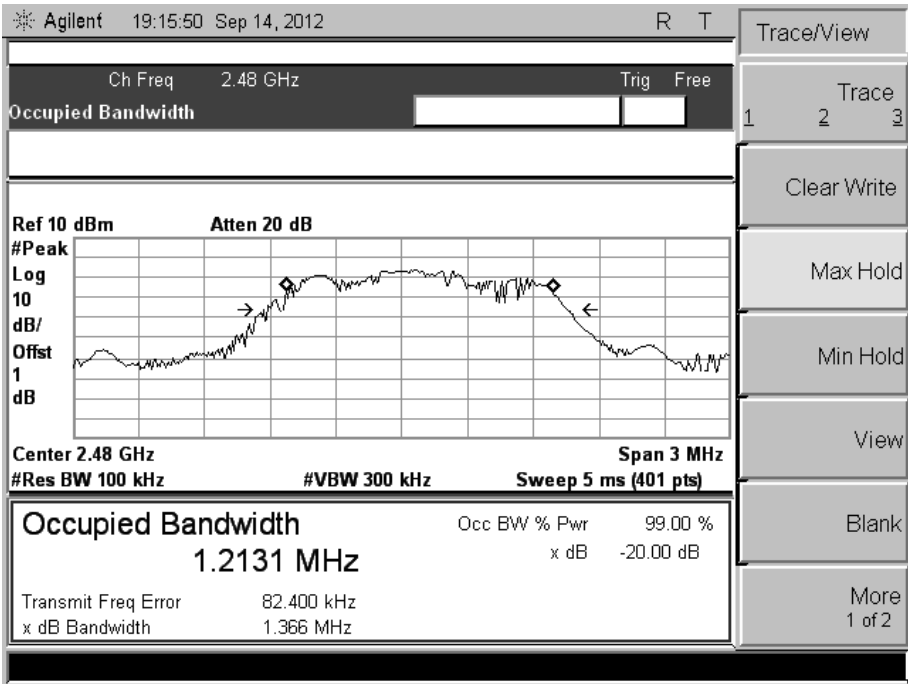 Agilent 19:15:50 Sep 14, 2012 R T
Ch Freq 2.48 GHz Trig Free
Occupied Bandwidth
Ref 10 dBm Atten 20 dB
#Peak
Log
10
dB/
Offst
1
dB
Center 2.48 GHz Span 3 MHz
#Res BW 100 kHz #VBW 300 kHz Sweep 5 ms (401 pts)
Occupied Bandwidth Occ BW % Pwr 99.00 %
1.2131 MHz x dB -20.00 dB
Transmit Freq Error 82.400 kHz
x dB Bandwidth 1.366 MHz
Trace/View
Trace
1 2 3
Clear Write
Max Hold
Min Hold
View
Blank
More
1 of 2